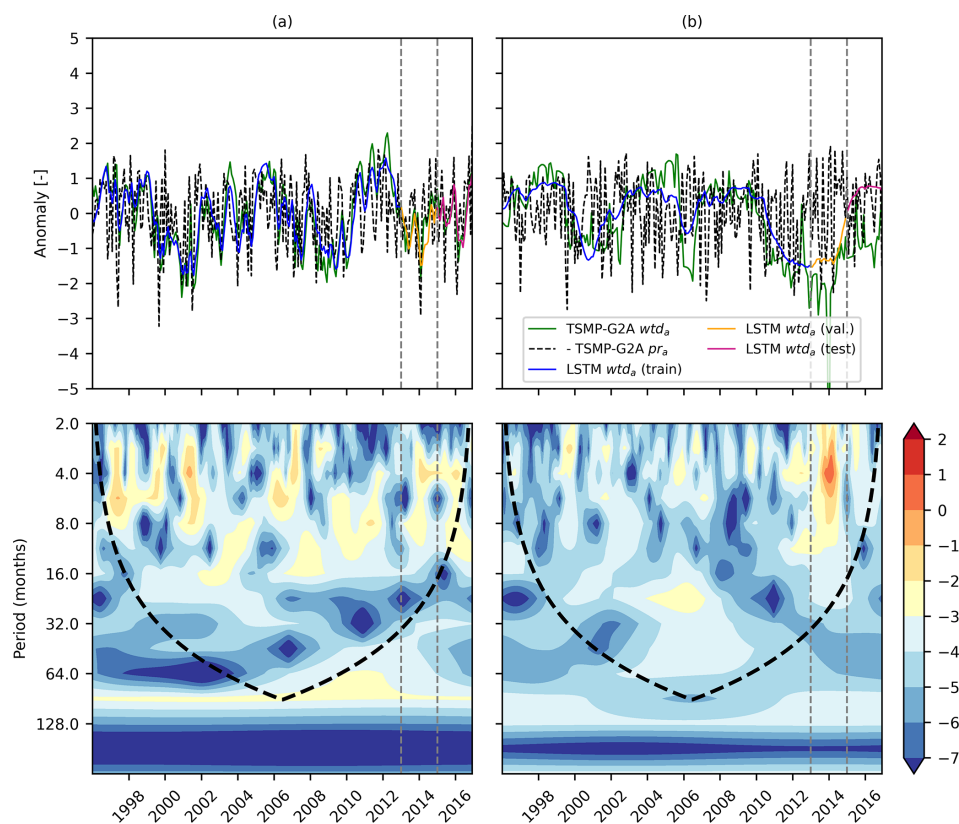 (a)
(b)
5
4
3
2
1
0
−1
−2
−3
−4
−5
Anomaly [-]
TSMP-G2A wtdₐ
- TSMP-G2A prₐ
LSTM wtdₐ (train)
LSTM wtdₐ (val.)
LSTM wtdₐ (test)
2.0
4.0
8.0
16.0
32.0
64.0
128.0
Period (months)
1998 2000 2002 2004 2006 2008 2010 2012 2014 2016
1998 2000 2002 2004 2006 2008 2010 2012 2014 2016
2
1
0
−1
−2
−3
−4
−5
−6
−7